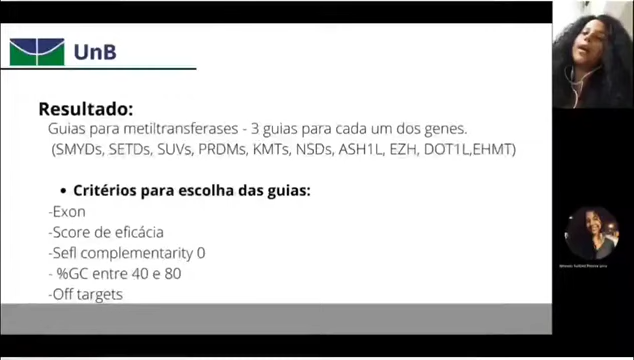 UnB
Resultado:
Guias para metiltransferases - 3 guias para cada um dos genes.
(SMYDs, SETDs, SUVs, PRDMs, KMTs, NSDs, ASH1L, EZH, DOT1L,EHMT)
• Critérios para escolha das guias:
-Exon
-Score de eficácia
-Sefl complementarity 0
- %GC entre 40 e 80
-Off targets